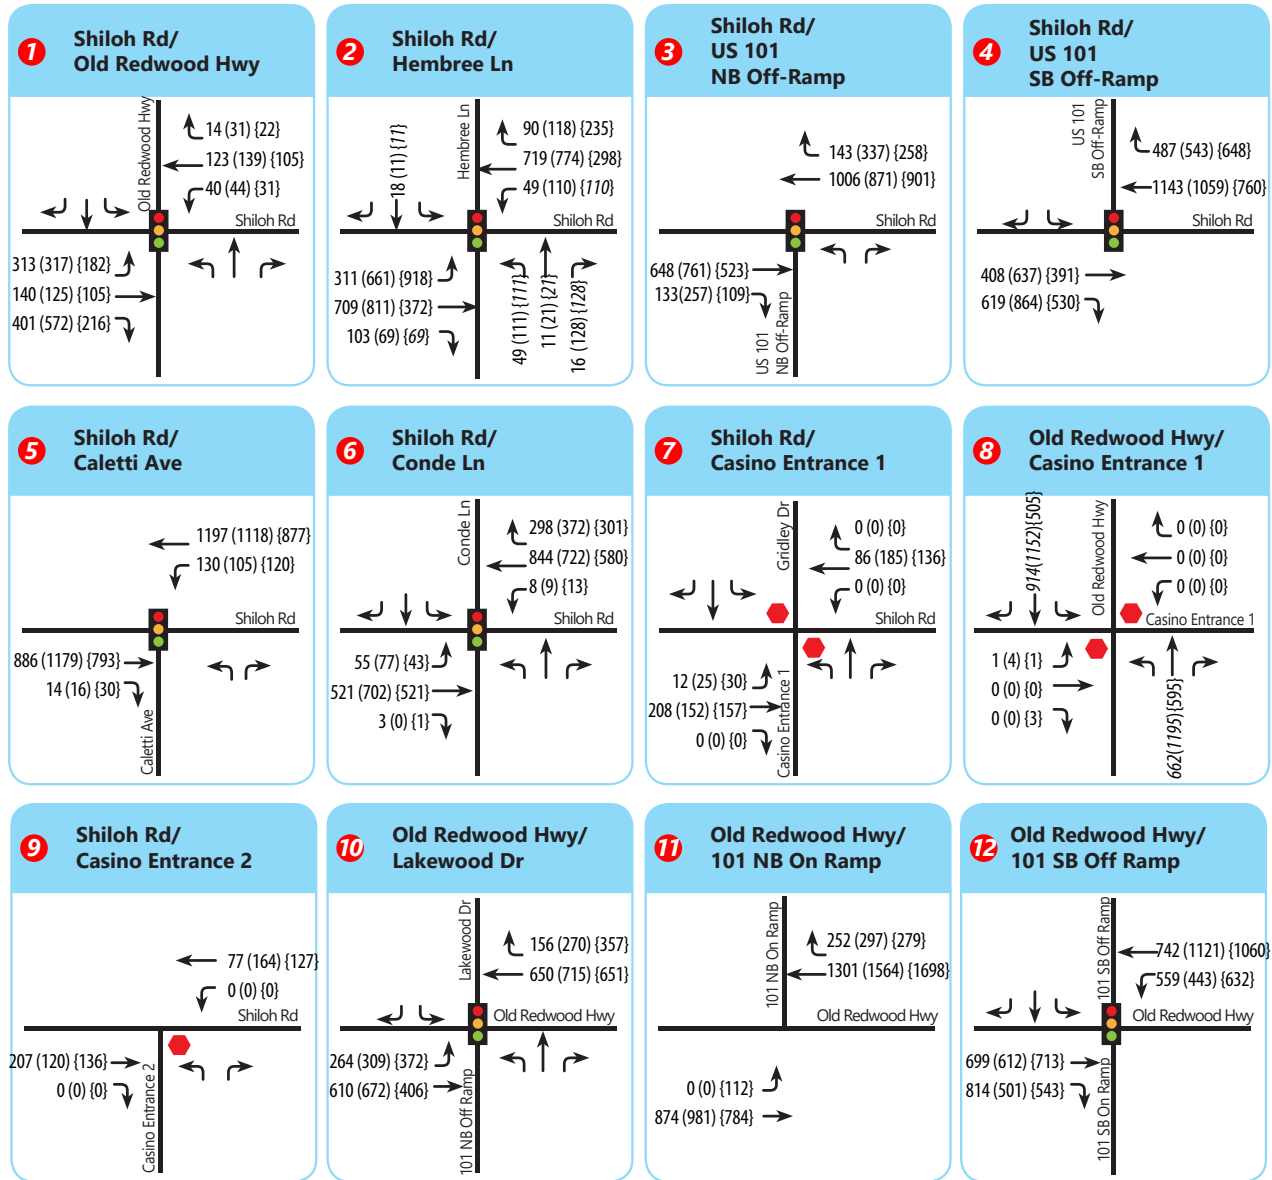 1
Shiloh Rd/
Old Redwood Hwy
Old Redwood Hwy
14 (31) {22}
123 (139) {105}
40 (44) {31}
Shiloh Rd
313 (317) {182}
140 (125) {105}
401 (572) {216}
2
Shiloh Rd/
Hembree Ln
18 (11) {11}
Hembree Ln
90 (118) {235}
719 (774) {298}
49 (110) {110}
Shiloh Rd
311 (661) {918}
709 (811) {372}
103 (69) {69}
49 (111) {111}
11 (21) {21}
16 (128) {128}
3
Shiloh Rd/
US 101
NB Off-Ramp
143 (337) {258}
1006 (871) {901}
648 (761) {523}
133(257) {109}
US 101
NB Off-Ramp
4
Shiloh Rd/
US 101
SB Off-Ramp
US 101
SB Off-Ramp
487 (543) {648}
1143 (1059) {760}
Shiloh Rd
408 (637) {391}
619 (864) {530}
5
Shiloh Rd/
Caletti Ave
1197 (1118) {877}
130 (105) {120}
Shiloh Rd
886 (1179) {793}
14 (16) {30}
Caletti Ave
6
Shiloh Rd/
Conde Ln
Conde Ln
298 (372) {301}
844 (722) {580}
8 (9) {13}
Shiloh Rd
55 (77) {43}
521 (702) {521}
3 (0) {1}
7
Shiloh Rd/
Casino Entrance 1
Gridley Dr
0 (0) {0}
86 (185) {136}
0 (0) {0}
Shiloh Rd
12 (25) {30}
208 (152) {157}
0 (0) {0}
Casino Entrance 1
8
Old Redwood Hwy/
Casino Entrance 1
914(1152){505}
Old Redwood Hwy
0 (0) {0}
0 (0) {0}
0 (0) {0}
Casino Entrance 1
1 (4) {1}
0 (0) {0}
0 (0) {3}
662(1195){595}
9
Shiloh Rd/
Casino Entrance 2
77 (164) {127}
0 (0) {0}
Shiloh Rd
207 (120) {136}
0 (0) {0}
Casino Entrance 2
10
Old Redwood Hwy/
Lakewood Dr
Lakewood Dr
156 (270) {357}
650 (715) {651}
Old Redwood Hwy
264 (309) {372}
610 (672) {406}
101 NB Off Ramp
11
Old Redwood Hwy/
101 NB On Ramp
101 NB On Ramp
252 (297) {279}
1301 (1564) {1698}
Old Redwood Hwy
0 (0) {112}
874 (981) {784}
12
Old Redwood Hwy/
101 SB Off Ramp
101 SB Off Ramp
742 (1121) {1060}
559 (443) {632}
Old Redwood Hwy
699 (612) {713}
814 (501) {543}
101 SB On Ramp